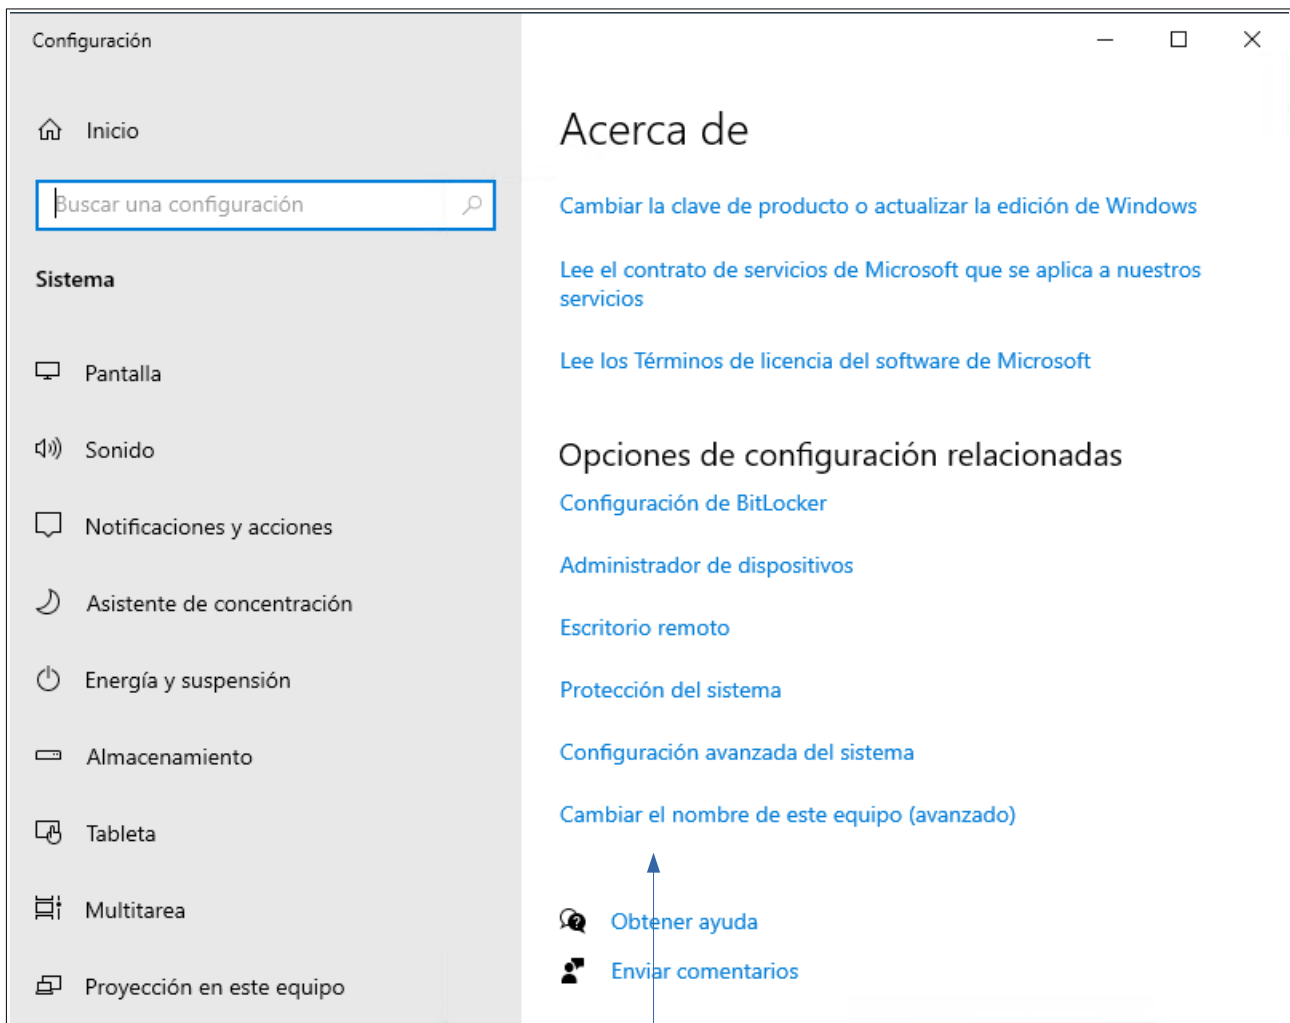 Configuración
Inicio
Buscar una configuración
Sistema
Pantalla
Sonido
Notificaciones y acciones
Asistente de concentración
Energía y suspensión
Almacenamiento
Tableta
Multitarea
Proyección en este equipo
Acerca de
Cambiar la clave de producto o actualizar la edición de Windows
Lee el contrato de servicios de Microsoft que se aplica a nuestros
servicios
Lee los Términos de licencia del software de Microsoft
Opciones de configuración relacionadas
Configuración de BitLocker
Administrador de dispositivos
Escritorio remoto
Protección del sistema
Configuración avanzada del sistema
Cambiar el nombre de este equipo (avanzado)
Obtener ayuda
Enviar comentarios